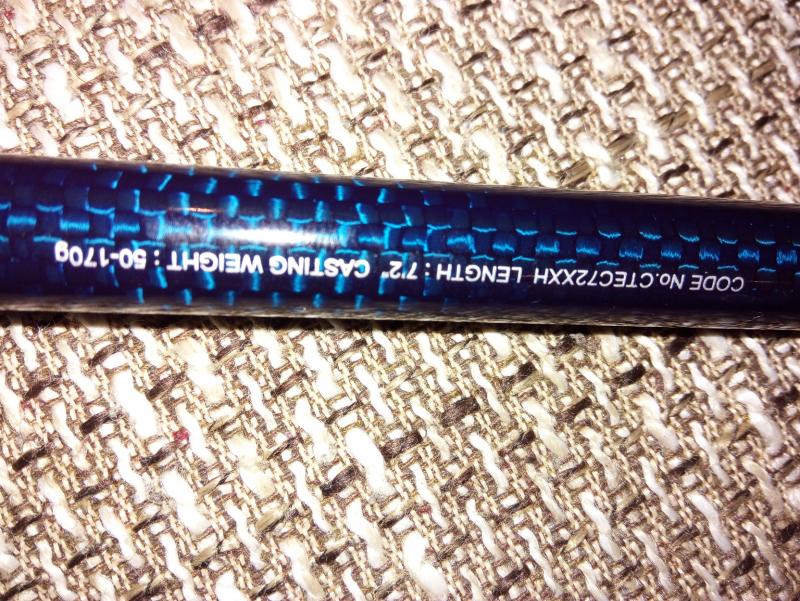 CODE No.CTEC72XXH LENGTH : 7'2" CASTING WEIGHT : 50-170g